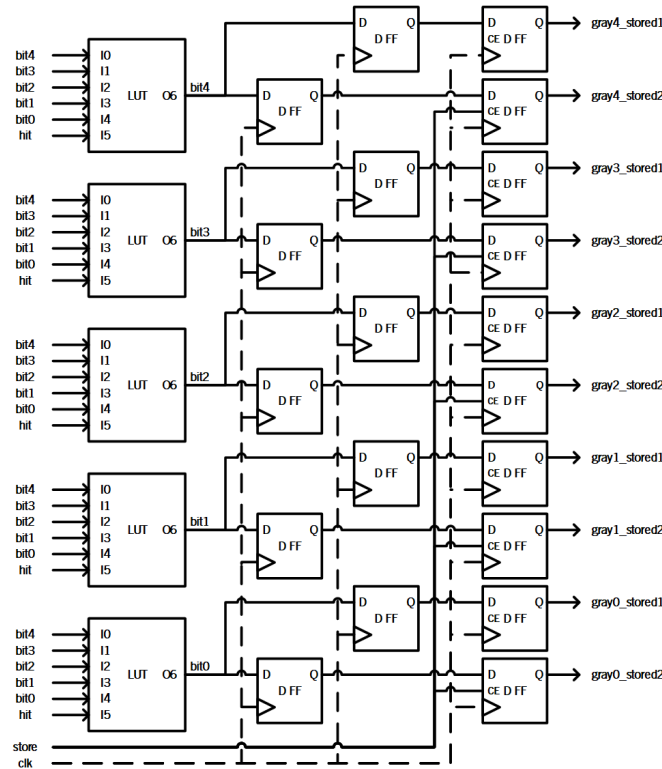 D Q D Q gray4_stored1
D FF CE D FF
bit4 I0
bit3 I1
bit2 I2 bit4 D Q D Q gray4_stored2
bit1 I3 LUT O6 D FF CE D FF
bit0 I4
hit I5
D Q D Q gray3_stored1
D FF CE D FF
bit4 I0
bit3 I1
bit2 I2 bit3 D Q D Q gray3_stored2
bit1 I3 LUT O6 D FF CE D FF
bit0 I4
hit I5
D Q D Q gray2_stored1
D FF CE D FF
bit4 I0
bit3 I1
bit2 I2 bit2 D Q D Q gray2_stored2
bit1 I3 LUT O6 D FF CE D FF
bit0 I4
hit I5
D Q D Q gray1_stored1
D FF CE D FF
bit4 I0
bit3 I1
bit2 I2 bit1 D Q D Q gray1_stored2
bit1 I3 LUT O6 D FF CE D FF
bit0 I4
hit I5
D Q D Q gray0_stored1
D FF CE D FF
bit4 I0
bit3 I1
bit2 I2 bit0 D Q D Q gray0_stored2
bit1 I3 LUT O6 D FF CE D FF
bit0 I4
hit I5
store
clk